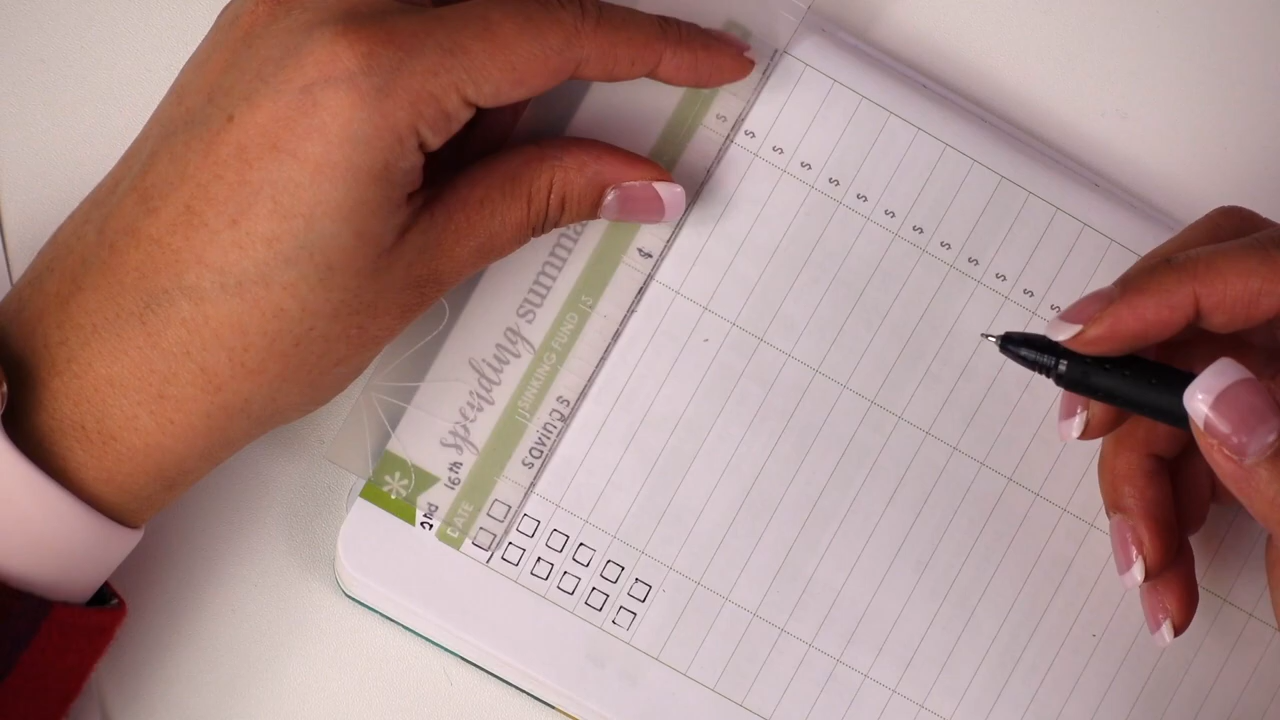 spending summa
2nd 16th
DATE
SINKING FUND
$
$
savings
$
$
$
$
$
$
$
$
$
$
$
$